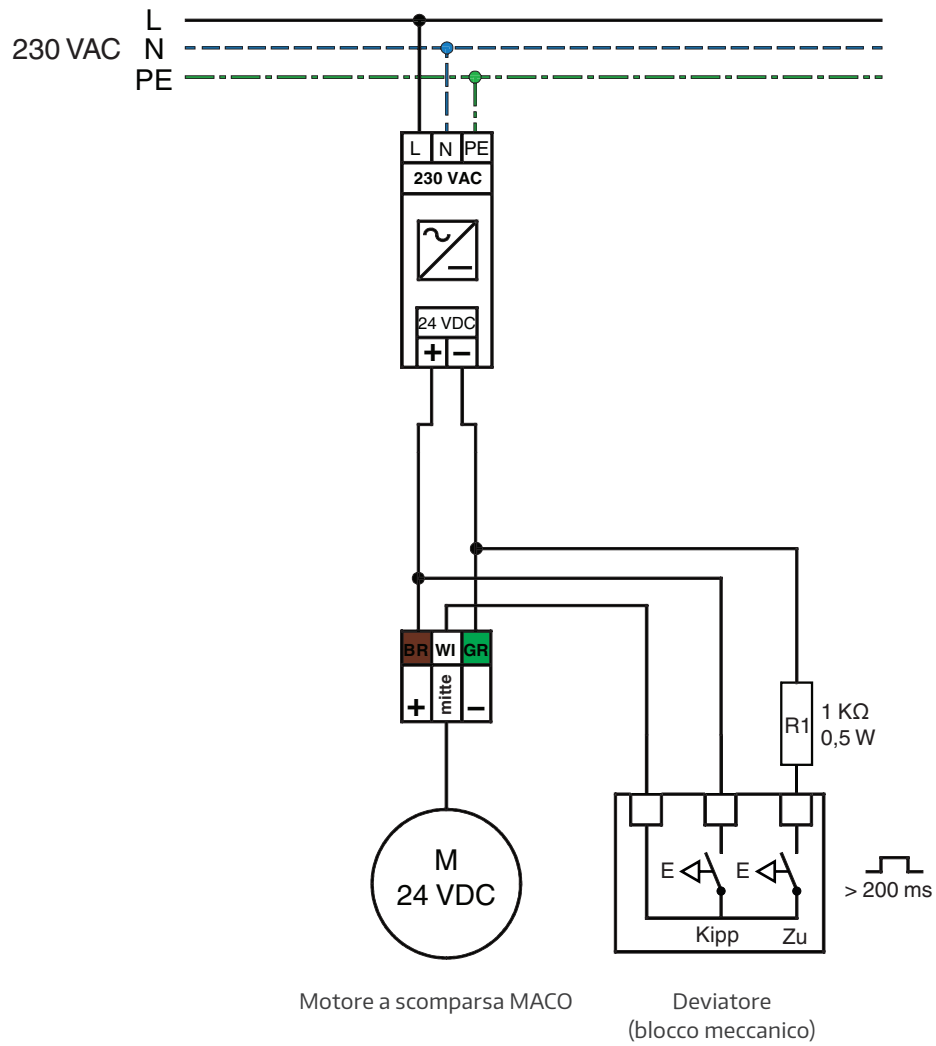 L
230 VAC N
PE
L N PE
230 VAC
24 VDC
+ −
BR WI GR
+ mitte −
R1
1 KΩ
0,5 W
M
24 VDC
E E
> 200 ms
Kipp Zu
Motore a scomparsa MACO
Deviatore
(blocco meccanico)